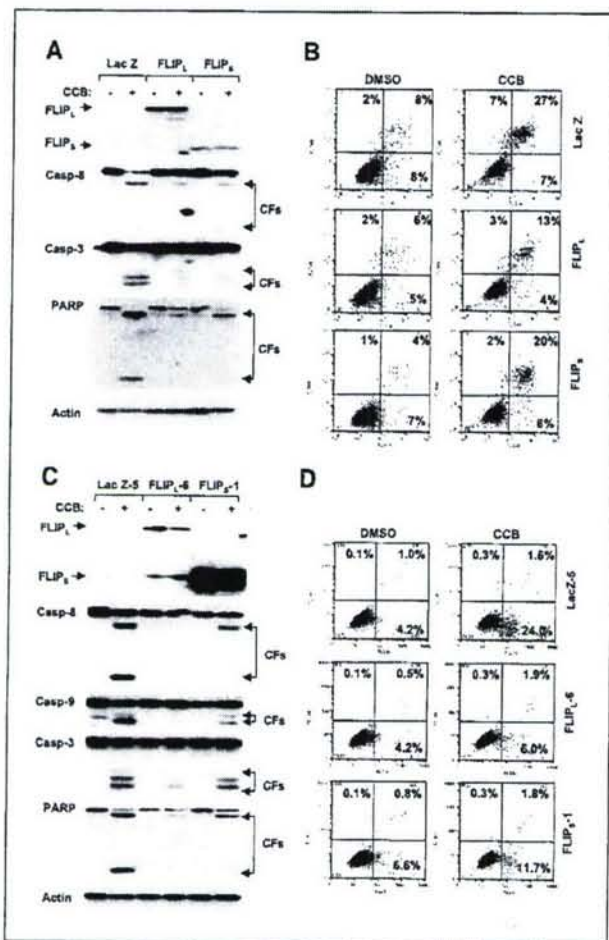 A
Lac Z FLIPL FLIPS
CCB: - + - + - +
FLIPL
FLIPS
Casp-8
CFs
Casp-3
CFs
PARP
CFs
Actin
B
DMSO CCB
2% 8% 7% 27%
8% 7%
Lac Z
2% 6% 3% 13%
5% 4%
FLIPL
1% 4% 2% 20%
7% 6%
FLIPS
C
Lac Z-5 FLIPL-6 FLIPS-1
CCB: - + - + - +
FLIPL
FLIPS
Casp-8
CFs
Casp-9
CFs
Casp-3
CFs
PARP
CFs
Actin
D
DMSO CCB
0.1% 1.0% 0.3% 1.6%
4.2% 24.0%
LacZ-5
0.1% 0.5% 0.3% 1.9%
4.2% 6.0%
FLIPL-6
0.1% 0.8% 0.3% 1.8%
6.6% 11.7%
FLIPS-1